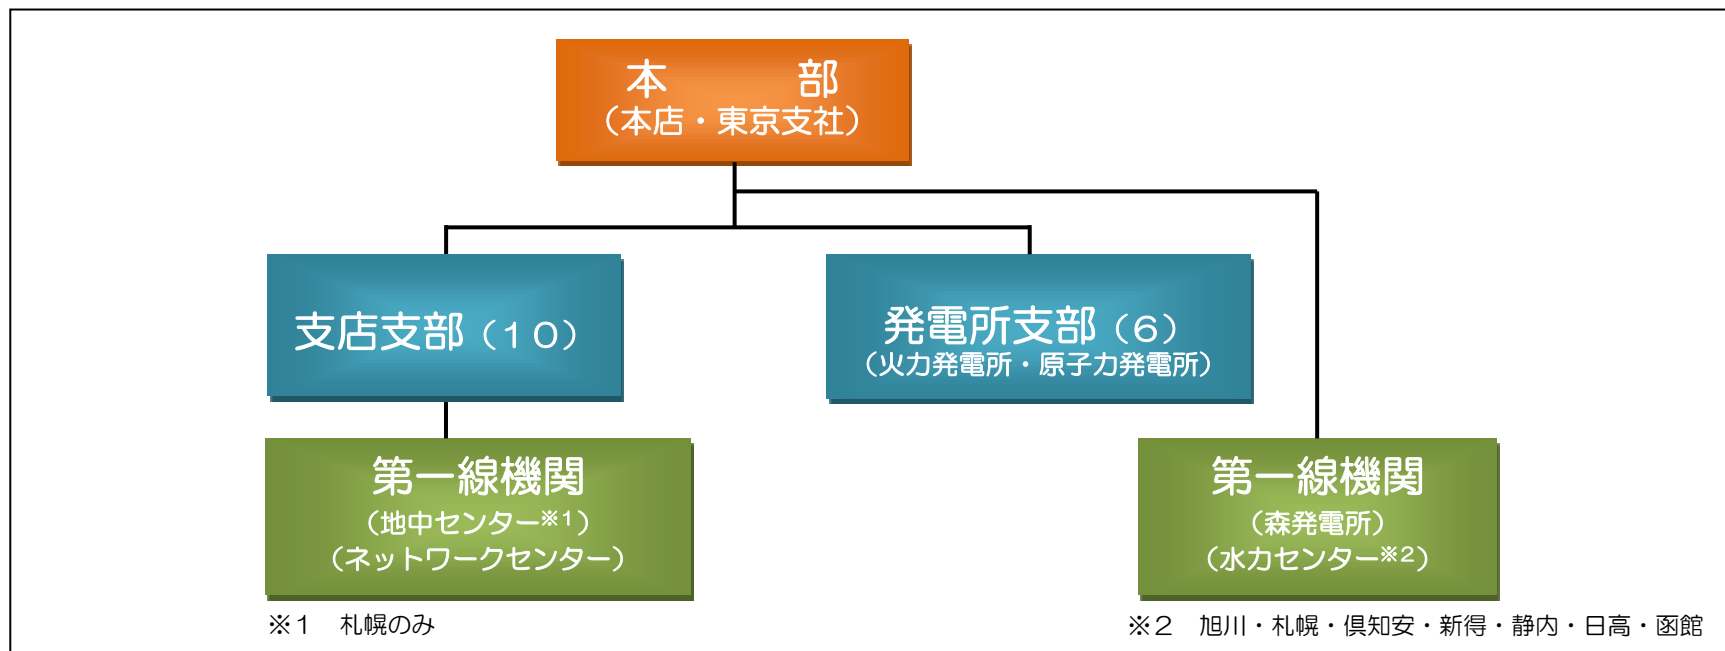 本　　　部
（本店・東京支社）
支店支部（１０）
発電所支部（６）
（火力発電所・原子力発電所）
第一線機関
（地中センター※１）
（ネットワークセンター）
第一線機関
（森発電所）
（水力センター※２）
※１　札幌のみ
※２　旭川・札幌・倶知安・新得・静内・日高・函館